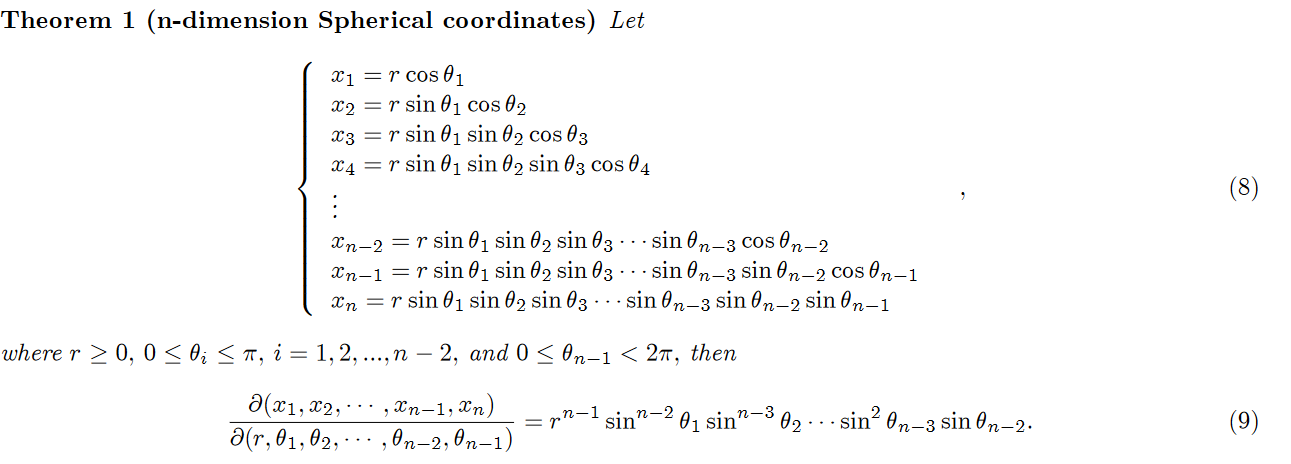 Theorem 1 (n-dimension Spherical coordinates) Let
x₁ = r cos θ₁
x₂ = r sin θ₁ cos θ₂
x₃ = r sin θ₁ sin θ₂ cos θ₃
x₄ = r sin θ₁ sin θ₂ sin θ₃ cos θ₄
⋮
, (8)
xₙ₋₂ = r sin θ₁ sin θ₂ sin θ₃ ⋯ sin θₙ₋₃ cos θₙ₋₂
xₙ₋₁ = r sin θ₁ sin θ₂ sin θ₃ ⋯ sin θₙ₋₃ sin θₙ₋₂ cos θₙ₋₁
xₙ = r sin θ₁ sin θ₂ sin θ₃ ⋯ sin θₙ₋₃ sin θₙ₋₂ sin θₙ₋₁
where r ≥ 0, 0 ≤ θᵢ ≤ π, i = 1, 2, ..., n − 2, and 0 ≤ θₙ₋₁ < 2π, then
∂(x₁, x₂, ⋯ , xₙ₋₁, xₙ) / ∂(r, θ₁, θ₂, ⋯ , θₙ₋₂, θₙ₋₁) = rⁿ⁻¹ sinⁿ⁻² θ₁ sinⁿ⁻³ θ₂ ⋯ sin² θₙ₋₃ sin θₙ₋₂. (9)